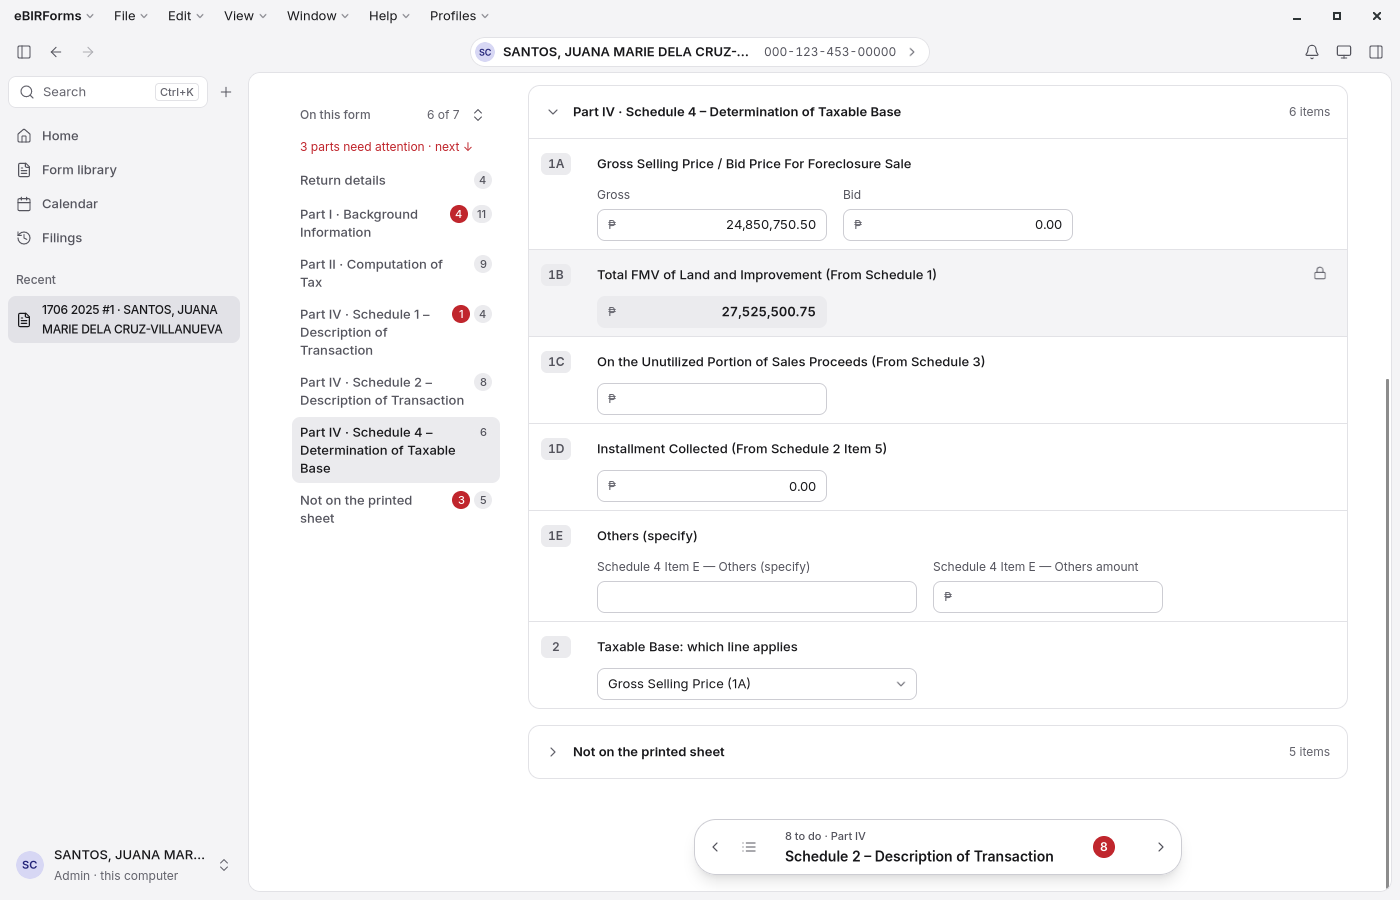 eBIRForms File Edit View Window Help Profiles
SC SANTOS, JUANA MARIE DELA CRUZ-... 000-123-453-00000
Search Ctrl+K
Home
Form library
Calendar
Filings
Recent
1706 2025 #1 · SANTOS, JUANA
MARIE DELA CRUZ-VILLANUEVA
SC SANTOS, JUANA MAR...
Admin · this computer
On this form 6 of 7
3 parts need attention · next ↓
Return details 4
Part I · Background 4 11
Information
Part II · Computation of 9
Tax
Part IV · Schedule 1 – 1 4
Description of
Transaction
Part IV · Schedule 2 – 8
Description of Transaction
Part IV · Schedule 4 – 6
Determination of Taxable
Base
Not on the printed 3 5
sheet
Part IV · Schedule 4 – Determination of Taxable Base 6 items
1A Gross Selling Price / Bid Price For Foreclosure Sale
Gross Bid
₱ 24,850,750.50 ₱ 0.00
1B Total FMV of Land and Improvement (From Schedule 1)
₱ 27,525,500.75
1C On the Unutilized Portion of Sales Proceeds (From Schedule 3)
₱
1D Installment Collected (From Schedule 2 Item 5)
₱ 0.00
1E Others (specify)
Schedule 4 Item E — Others (specify) Schedule 4 Item E — Others amount
₱
2 Taxable Base: which line applies
Gross Selling Price (1A)
Not on the printed sheet 5 items
8 to do · Part IV
Schedule 2 – Description of Transaction 8